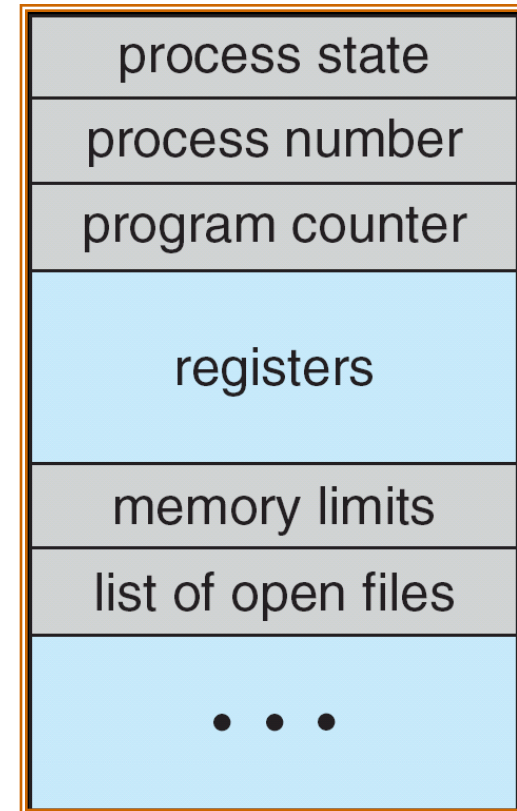 process state
process number
program counter
registers
memory limits
list of open files
• • •